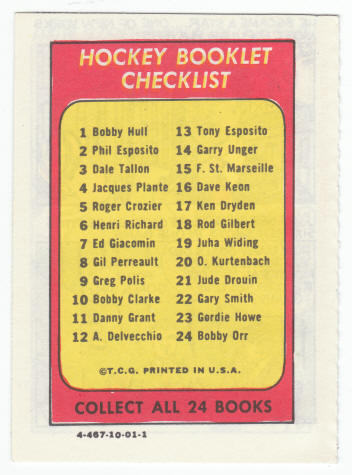 HOCKEY BOOKLET
CHECKLIST
1 Bobby Hull
2 Phil Esposito
3 Dale Tallon
4 Jacques Plante
5 Roger Crozier
6 Henri Richard
7 Ed Giacomin
8 Gil Perreault
9 Greg Polis
10 Bobby Clarke
11 Danny Grant
12 A. Delvecchio
13 Tony Esposito
14 Garry Unger
15 F. St. Marseille
16 Dave Keon
17 Ken Dryden
18 Rod Gilbert
19 Juha Widing
20 O. Kurtenbach
21 Jude Drouin
22 Gary Smith
23 Gordie Howe
24 Bobby Orr
©T.C.G. PRINTED IN U.S.A.
COLLECT ALL 24 BOOKS
4-467-10-01-1